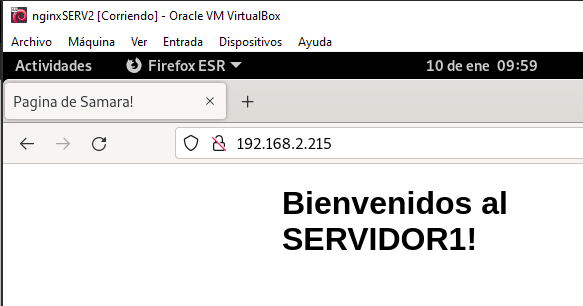 nginxSERV2 [Corriendo] - Oracle VM VirtualBox
Archivo Máquina Ver Entrada Dispositivos Ayuda
Actividades Firefox ESR 10 de ene 09:59
Pagina de Samara!
192.168.2.215
Bienvenidos al
SERVIDOR1!